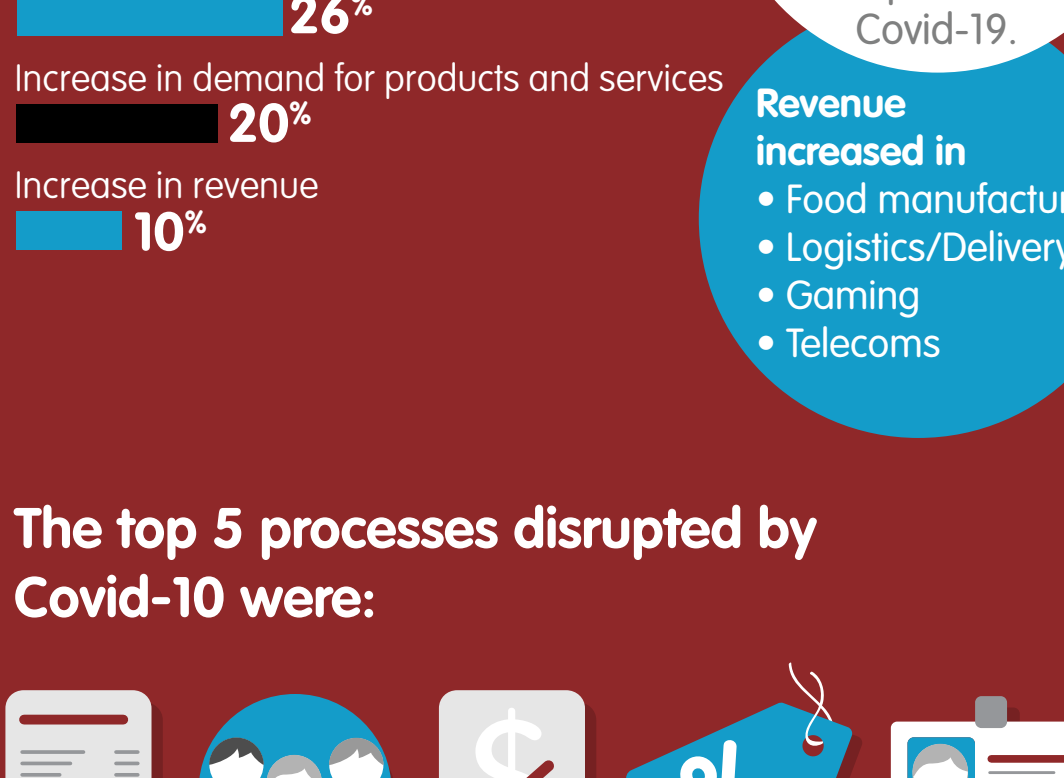 26%
Covid-19.
Increase in demand for products and services
20%
Increase in revenue
10%
Revenue
increased in
• Food
• Logistics/Delivery
• Gaming
• Telecoms
The top 5 processes disrupted by
Covid-10 were:
$
%